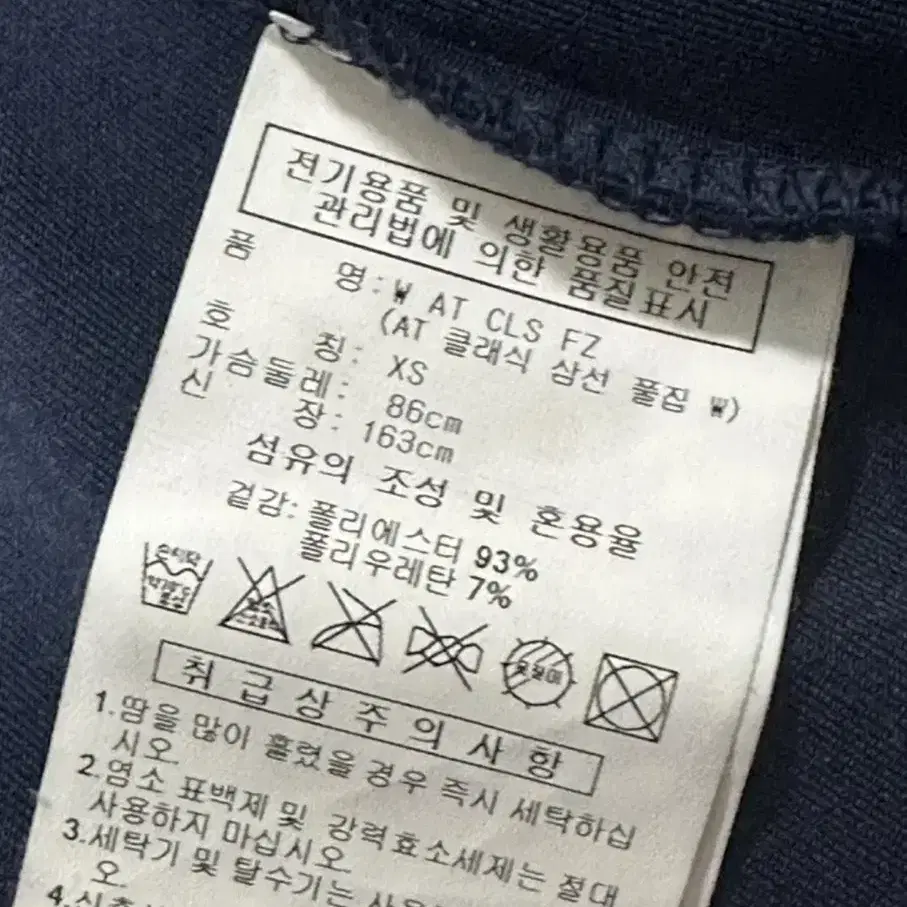 전기용품 및 생활용품 안전
관리법에 의한 품질표시
품 명: W AT CLS FZ
(AT 클래식 삼선 풀짚 W)
호 칭: XS
가슴둘레: 86cm
신 장: 163cm
섬유의 조성 및 혼용율
겉감: 폴리에스터 93%
폴리우레탄 7%
손세탁
취급상주의사항
1.땀을 많이 흘렸을 경우 즉시 세탁하십
시오.
2.염소 표백제 및 강력효소세제는 절대
사용하지 마십시오.
3.세탁기 및 탈수기는
오.
4.